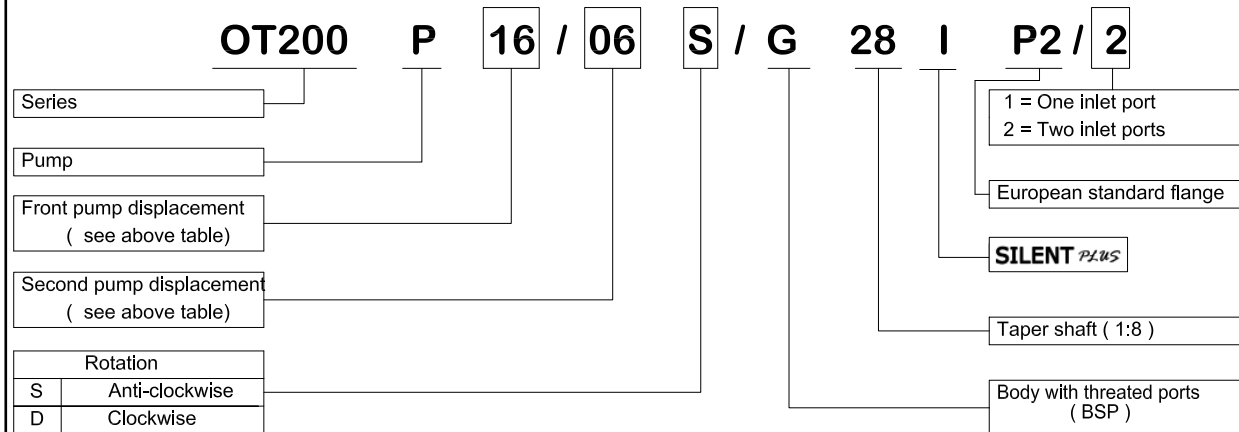 OT200 P 16 / 06 S / G 28 I P2 / 2
Series
Pump
Front pump displacement
( see above table)
Second pump displacement
( see above table)
Rotation
S Anti-clockwise
D Clockwise
1 = One inlet port
2 = Two inlet ports
European standard flange
SILENT PLUS
Taper shaft ( 1:8 )
Body with threated ports
( BSP )